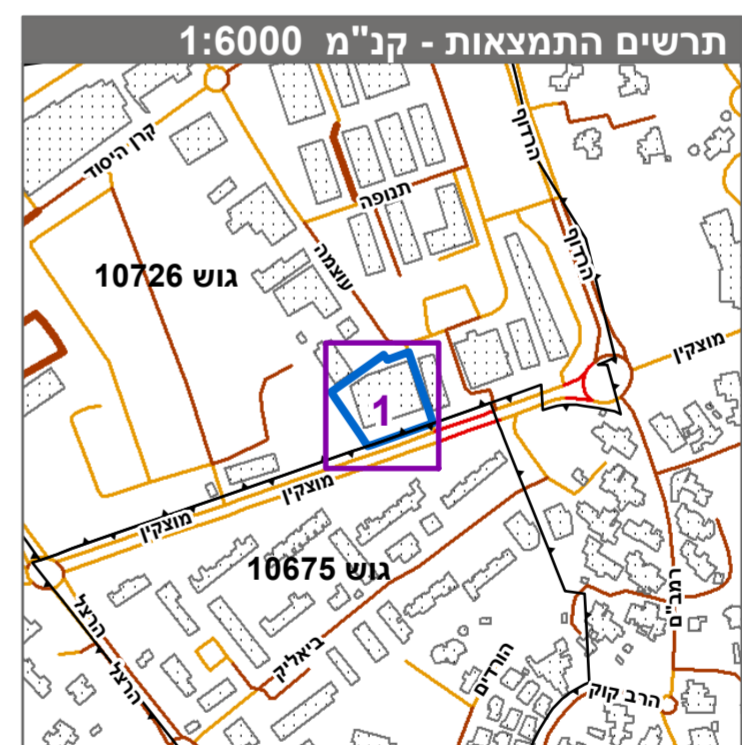 תרשים התמצאות - קנ"מ 1:6000
קרן היסוד
הרדוף
תנופה
הרדוף
עוצמה
גוש 10726
מוצקין
1
מוצקין
מוצקין
גוש 10675
הרצל
רמב"ם
ביאליק
הורדים
הרצל
הרב קוק